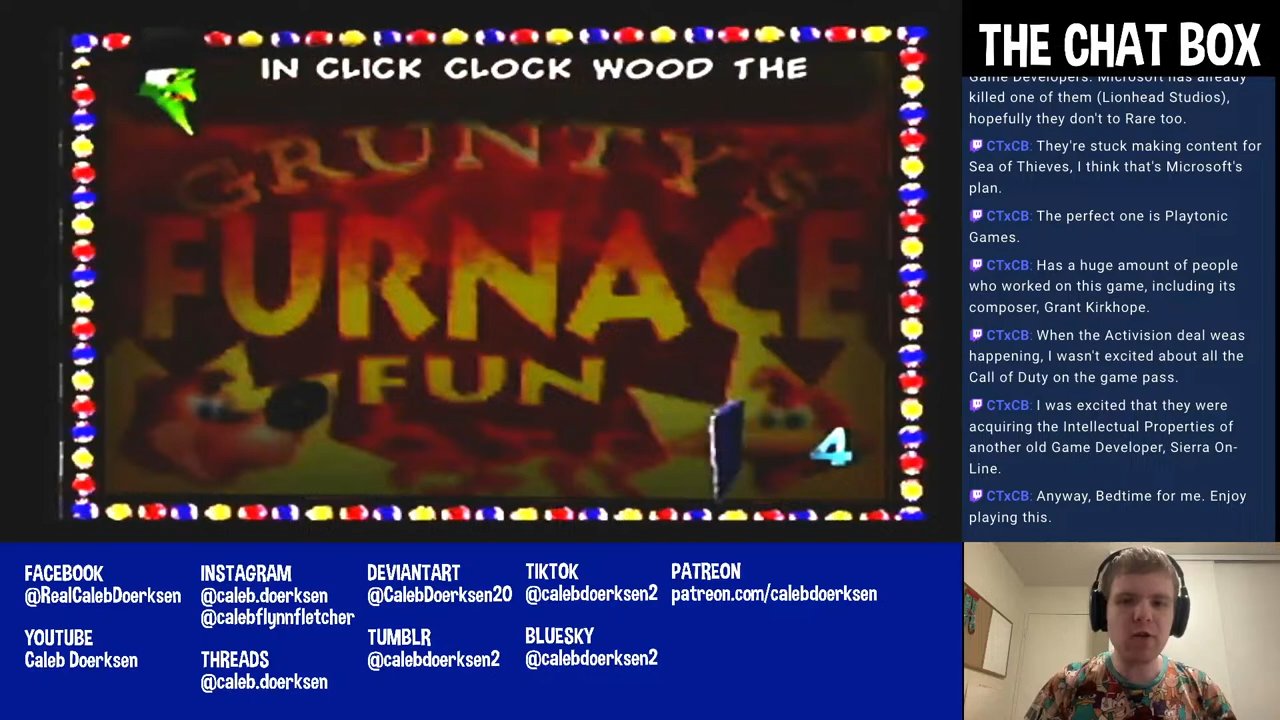 IN CLICK CLOCK WOOD THE
GRUNTY'S
FURNACE
FUN
4
THE CHAT BOX
Game Developers. Microsoft has already
killed one of them (Lionhead Studios),
hopefully they don't to Rare too.
CTxCB: They're stuck making content for
Sea of Thieves, I think that's Microsoft's
plan.
CTxCB: The perfect one is Playtonic
Games.
CTxCB: Has a huge amount of people
who worked on this game, including its
composer, Grant Kirkhope.
CTxCB: When the Activision deal weas
happening, I wasn't excited about all the
Call of Duty on the game pass.
CTxCB: I was excited that they were
acquiring the Intellectual Properties of
another old Game Developer, Sierra On-
Line.
CTxCB: Anyway, Bedtime for me. Enjoy
playing this.
FACEBOOK
@RealCalebDoerksen
YOUTUBE
Caleb Doerksen
INSTAGRAM
@caleb.doerksen
@calebflynnfletcher
THREADS
@caleb.doerksen
DEVIANTART
@CalebDoerksen20
TUMBLR
@calebdoerksen2
TIKTOK
@calebdoerksen2
BLUESKY
@calebdoerksen2
PATREON
patreon.com/calebdoerksen